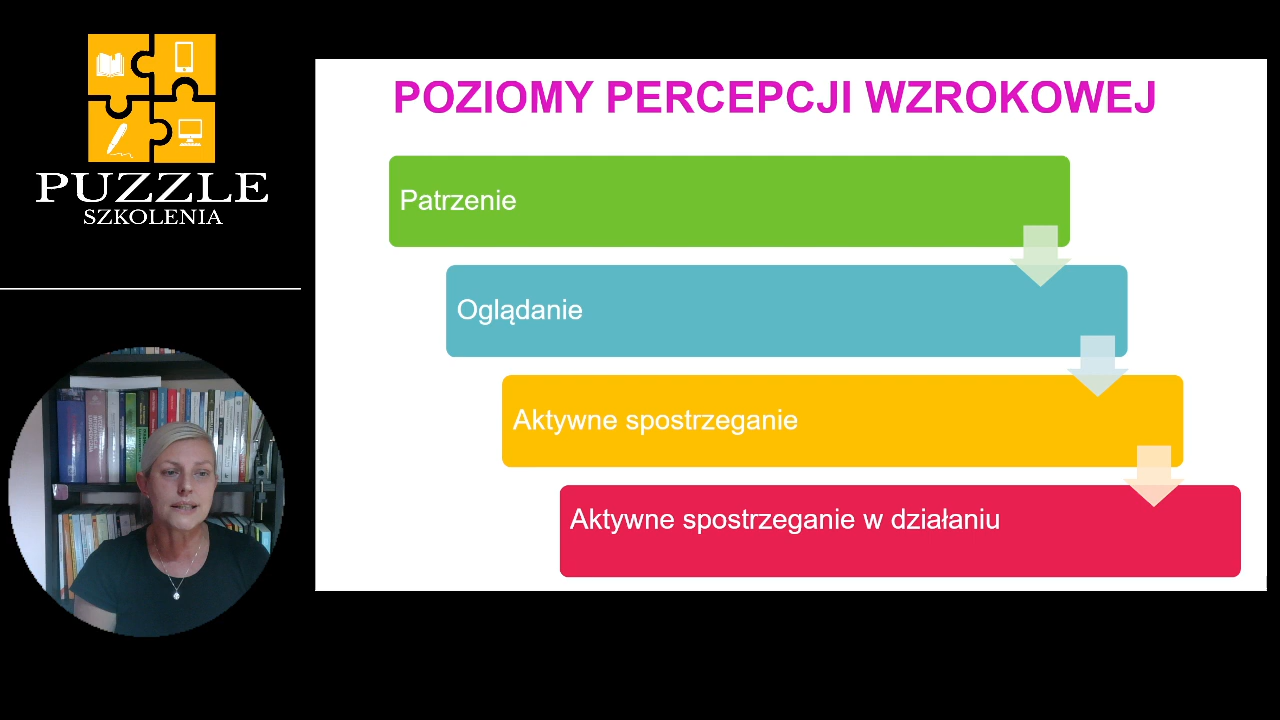 PUZZLE
SZKOLENIA
POZIOMY PERCEPCJI WZROKOWEJ
Patrzenie
Oglądanie
Aktywne spostrzeganie
Aktywne spostrzeganie w działaniu